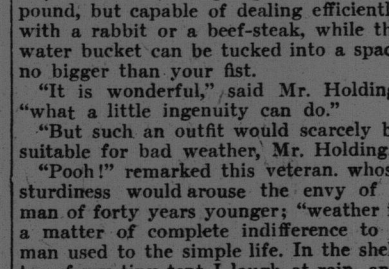 pound, but capable of dealing efficient
with a rabbit or a beef-steak, while th
water bucket can be tucked into a spac
no bigger than your fist.
"It is wonderful," said Mr. Holding
"what a little ingenuity can do."
"But such an outfit would scarcely b
suitable for bad weather, Mr. Holding
"Pooh!" remarked this veteran. whos
sturdiness would arouse the envy of
man of forty years younger; "weather
a matter of complete indifference to
man used to the simple life. In the she
tent I laugh at rain